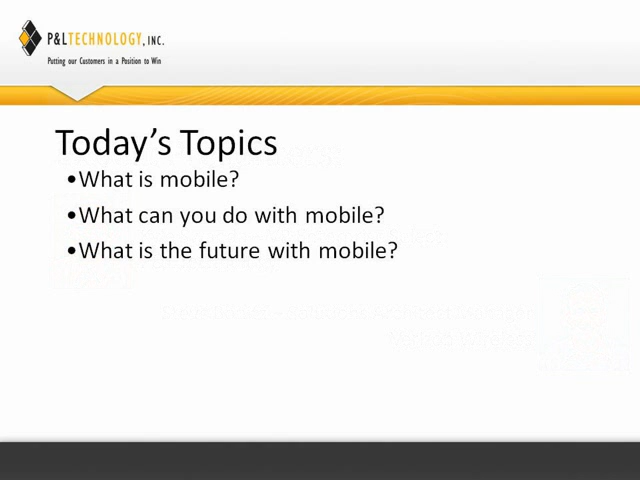 P&LTECHNOLOGY, INC.
Putting our Customers in a Position to Win
Today's Topics
•What is mobile?
•What can you do with mobile?
•What is the future with mobile?